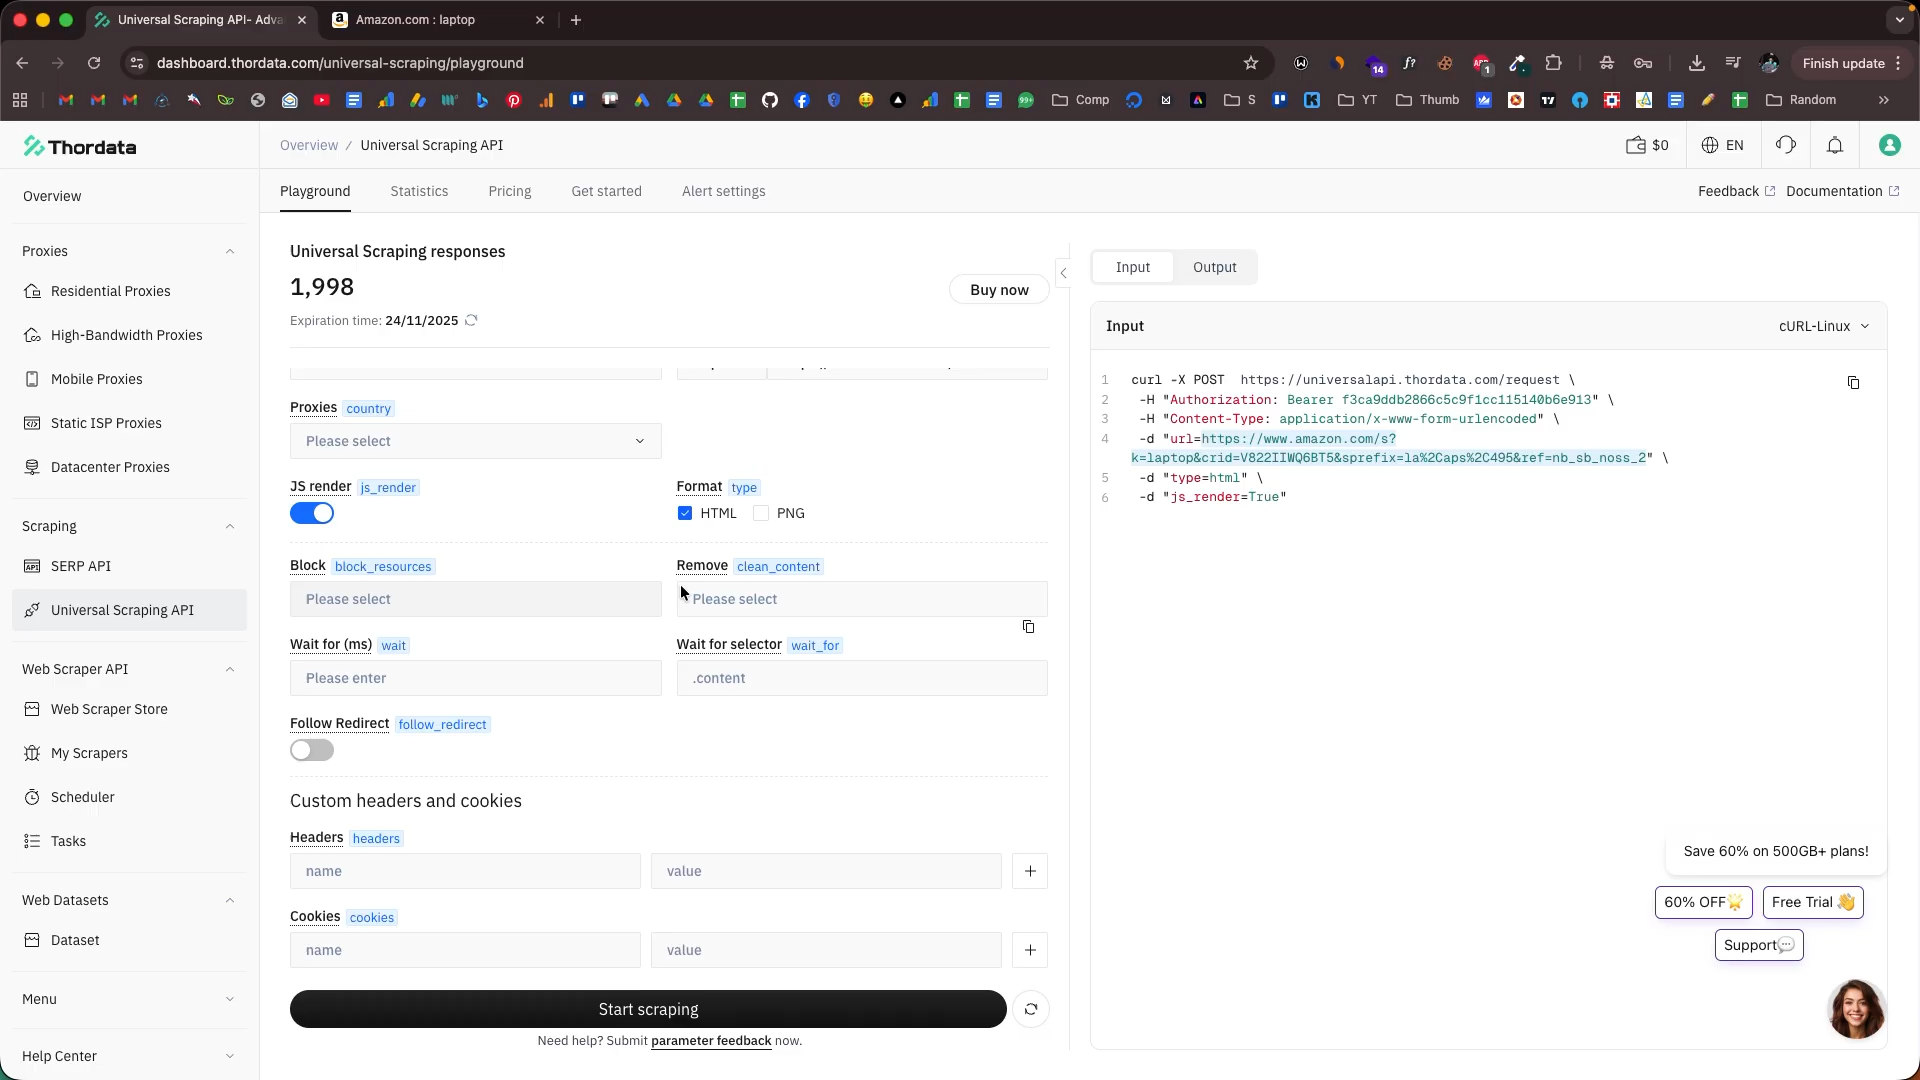 Universal Scraping API- Adva
Amazon.com : laptop
dashboard.thordata.com/universal-scraping/playground
14
1
Finish update
Comp
S
YT
Thumb
Random
Thordata
Overview / Universal Scraping API
$0
EN
Playground
Statistics
Pricing
Get started
Alert settings
Feedback
Documentation
Overview
Proxies
Residential Proxies
High-Bandwidth Proxies
Mobile Proxies
Static ISP Proxies
Datacenter Proxies
Scraping
SERP API
Universal Scraping API
Web Scraper API
Web Scraper Store
My Scrapers
Scheduler
Tasks
Web Datasets
Dataset
Menu
Help Center
Universal Scraping responses
1,998
Expiration time: 24/11/2025
Buy now
Proxies country
Please select
JS render js_render
Format type
HTML
PNG
Block block_resources
Remove clean_content
Please select
Please select
Wait for (ms) wait
Wait for selector wait_for
Please enter
.content
Follow Redirect follow_redirect
Custom headers and cookies
Headers headers
name
value
Cookies cookies
name
value
Start scraping
Need help? Submit parameter feedback now.
Input
Output
Input
cURL-Linux
1 curl -X POST https://universalapi.thordata.com/request \
2 -H "Authorization: Bearer f3ca9ddb2866c5c9f1cc115140b6e913" \
3 -H "Content-Type: application/x-www-form-urlencoded" \
4 -d "url=https://www.amazon.com/s?
k=laptop&crid=V822IIWQ6BT5&sprefix=la%2Caps%2C495&ref=nb_sb_noss_2" \
5 -d "type=html" \
6 -d "js_render=True"
Save 60% on 500GB+ plans!
60% OFF🌟
Free Trial 👋
Support💬